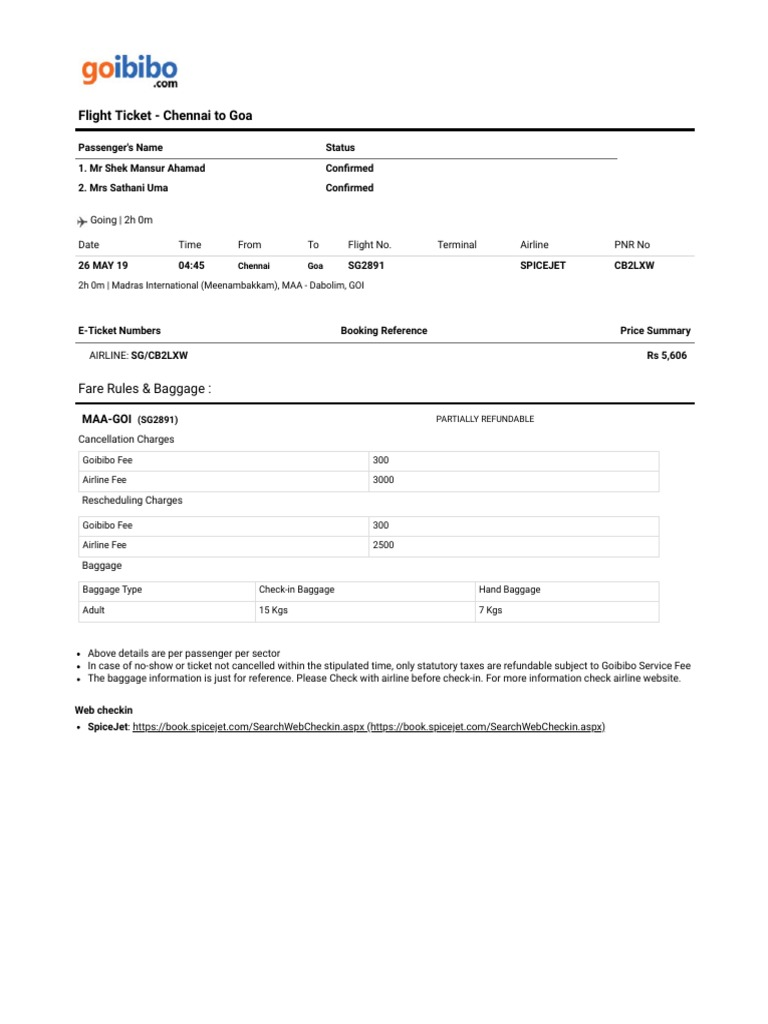 goibibo
.com
Flight Ticket - Chennai to Goa
Passenger's Name Status
1. Mr Shek Mansur Ahamad Confirmed
2. Mrs Sathani Uma Confirmed
Going | 2h 0m
Date Time From To Flight No. Terminal Airline PNR No
26 MAY 19 04:45 Chennai Goa SG2891 SPICEJET CB2LXW
2h 0m | Madras International (Meenambakkam), MAA - Dabolim, GOI
E-Ticket Numbers Booking Reference Price Summary
AIRLINE: SG/CB2LXW Rs 5,606
Fare Rules & Baggage :
MAA-GOI (SG2891) PARTIALLY REFUNDABLE
Cancellation Charges
Goibibo Fee 300
Airline Fee 3000
Rescheduling Charges
Goibibo Fee 300
Airline Fee 2500
Baggage
Baggage Type Check-in Baggage Hand Baggage
Adult 15 Kgs 7 Kgs
• Above details are per passenger per sector
• In case of no-show or ticket not cancelled within the stipulated time, only statutory taxes are refundable subject to Goibibo Service Fee
• The baggage information is just for reference. Please Check with airline before check-in. For more information check airline website.
Web checkin
• SpiceJet: https://book.spicejet.com/SearchWebCheckin.aspx (https://book.spicejet.com/SearchWebCheckin.aspx)